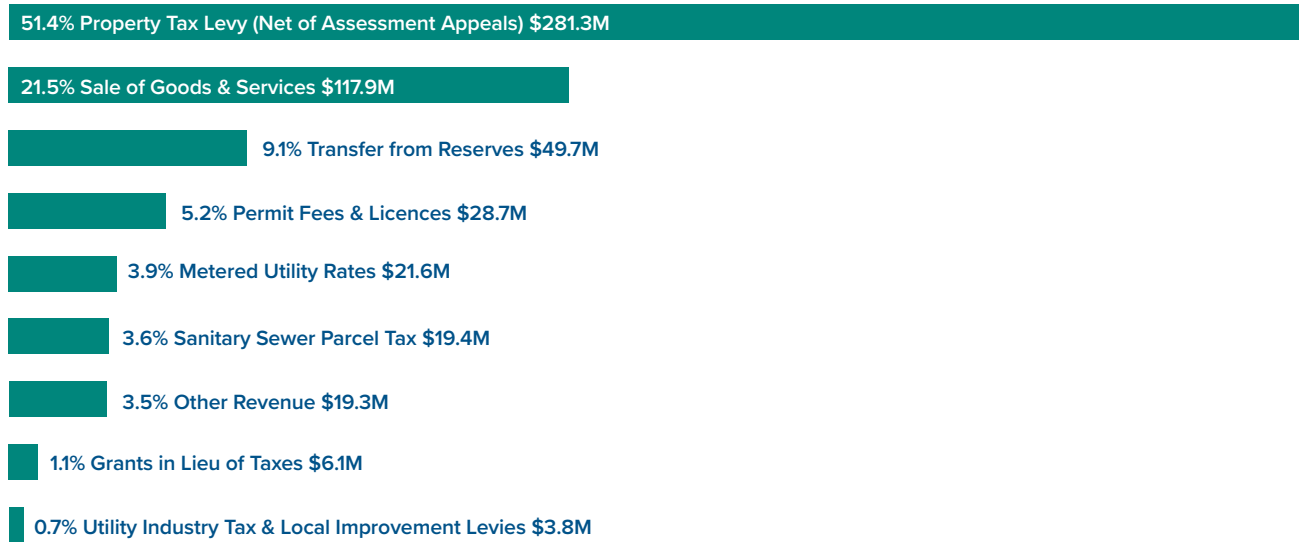 51.4% Property Tax Levy (Net of Assessment Appeals) $281.3M
21.5% Sale of Goods & Services $117.9M
9.1% Transfer from Reserves $49.7M
5.2% Permit Fees & Licences $28.7M
3.9% Metered Utility Rates $21.6M
3.6% Sanitary Sewer Parcel Tax $19.4M
3.5% Other Revenue $19.3M
1.1% Grants in Lieu of Taxes $6.1M
0.7% Utility Industry Tax & Local Improvement Levies $3.8M